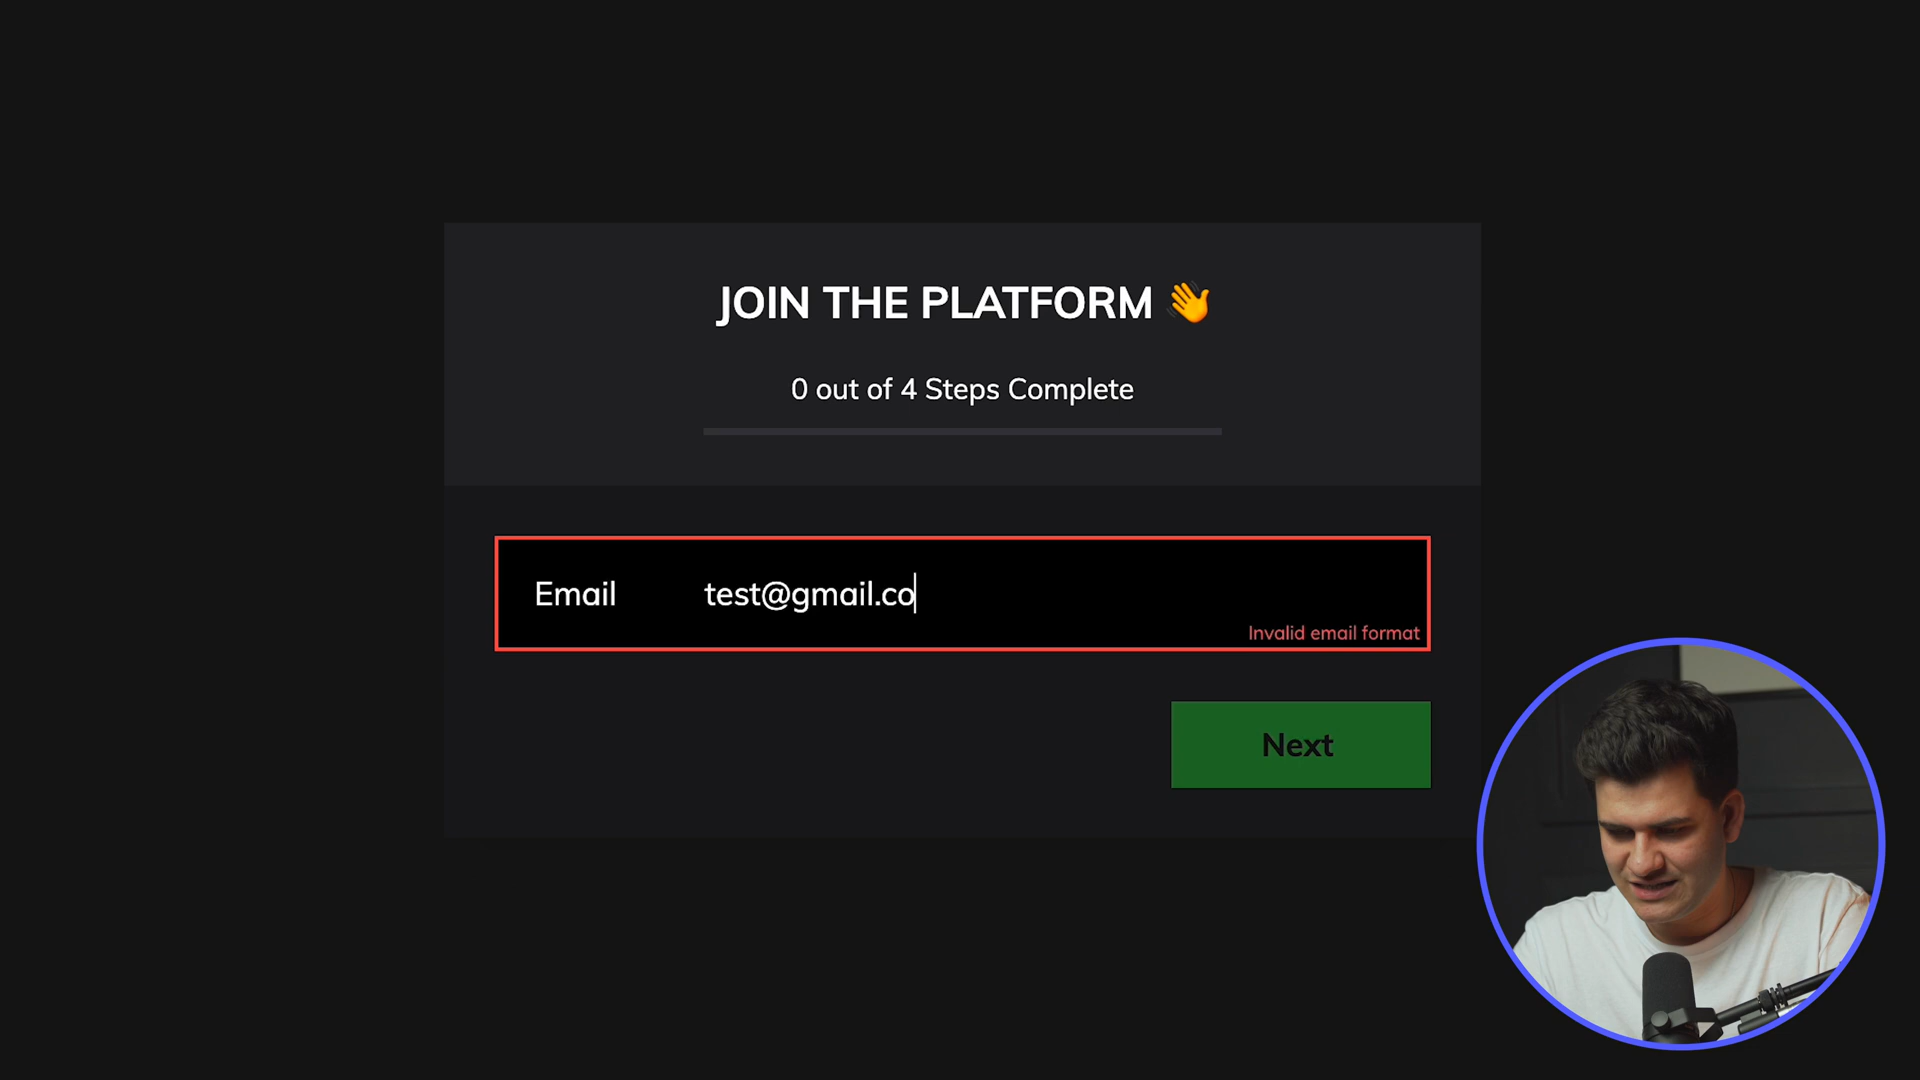 JOIN THE PLATFORM 👋
0 out of 4 Steps Complete
Email test@gmail.co
Invalid email format
Next